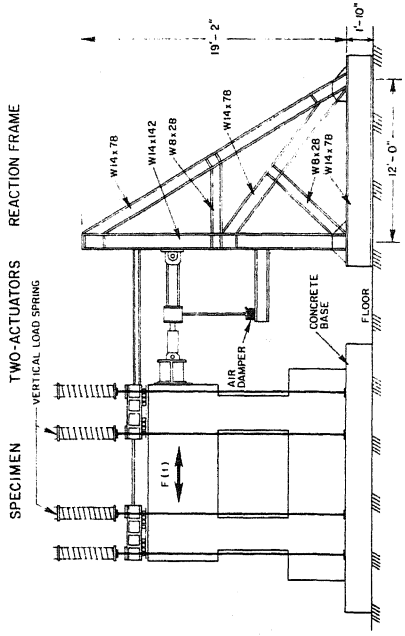 SPECIMEN TWO-ACTUATORS REACTION FRAME
VERTICAL LOAD SPRING
W14x78
W14x142
W8x28
W14x78
W8x28
W14x78
19'-2"
1'-10"
12'-0"
F(t)
AIR
DAMPER
CONCRETE
BASE
FLOOR